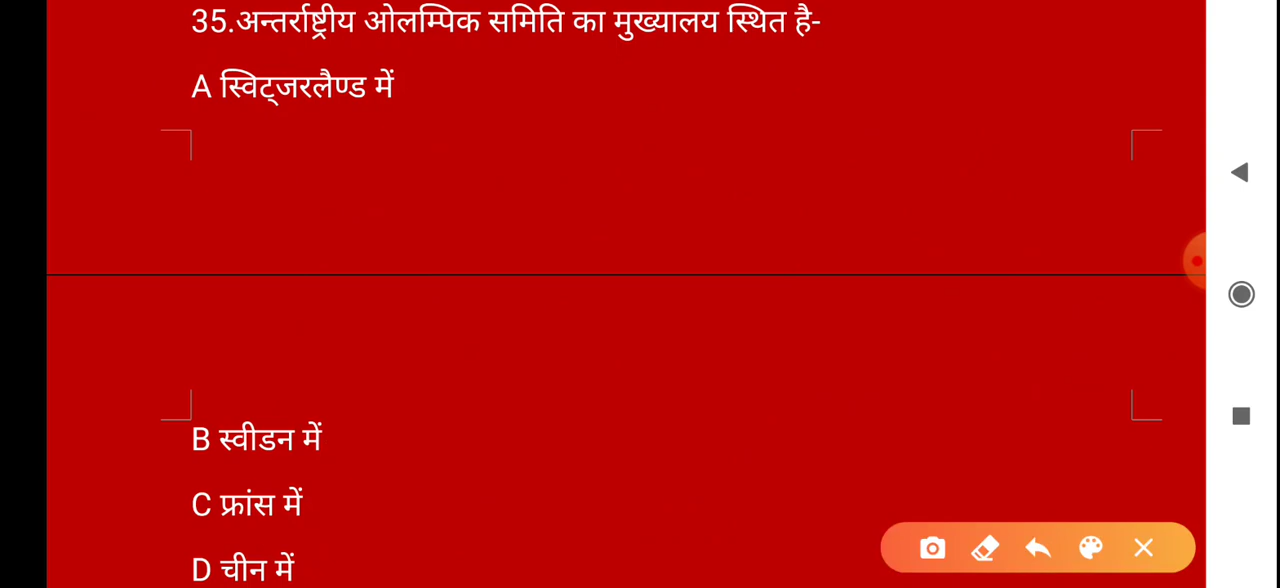 35.अन्तर्राष्ट्रीय ओलम्पिक समिति का मुख्यालय स्थित है-
A स्विट्जरलैण्ड में
B स्वीडन में
C फ्रांस में
D चीन में